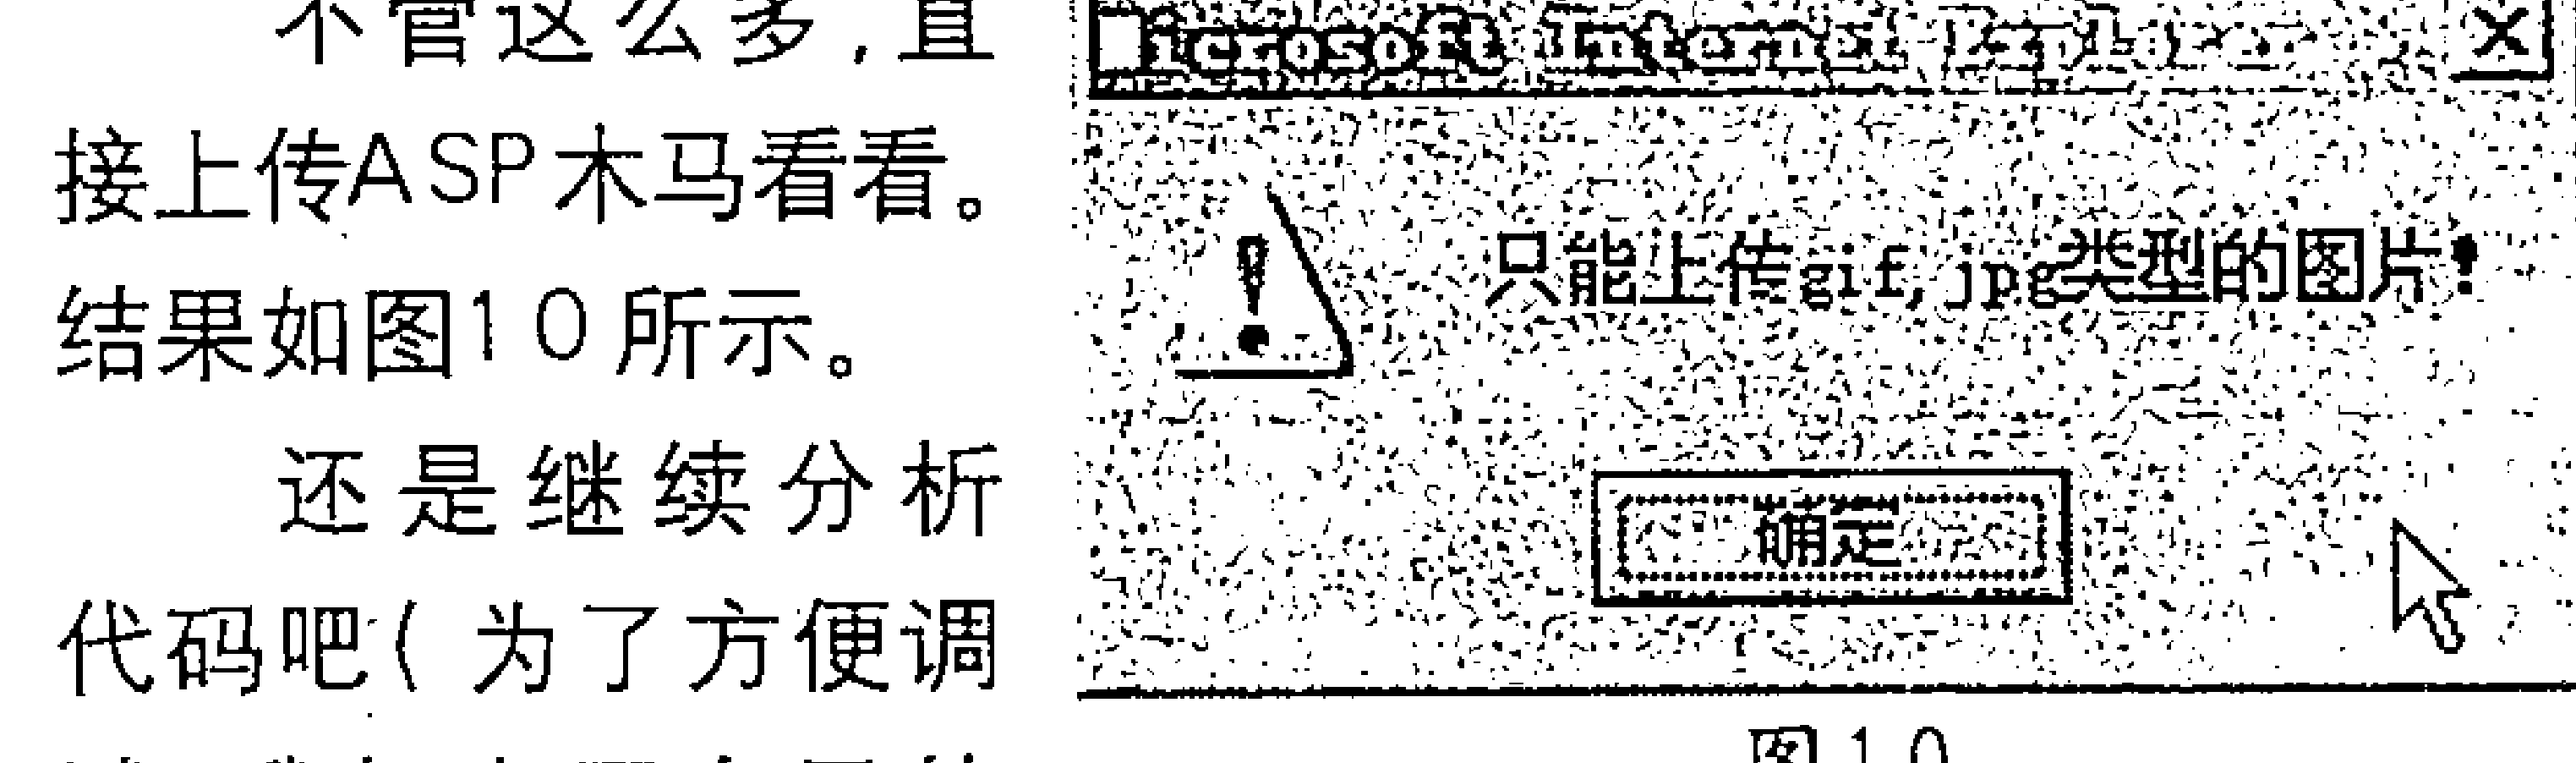 不管这么多,直
接上传ASP木马看看。
结果如图10所示。
还是继续分析
代码吧(为了方便调
Microsoft Internet Explorer
只能上传gif,jpg类型的图片!
确定
图10